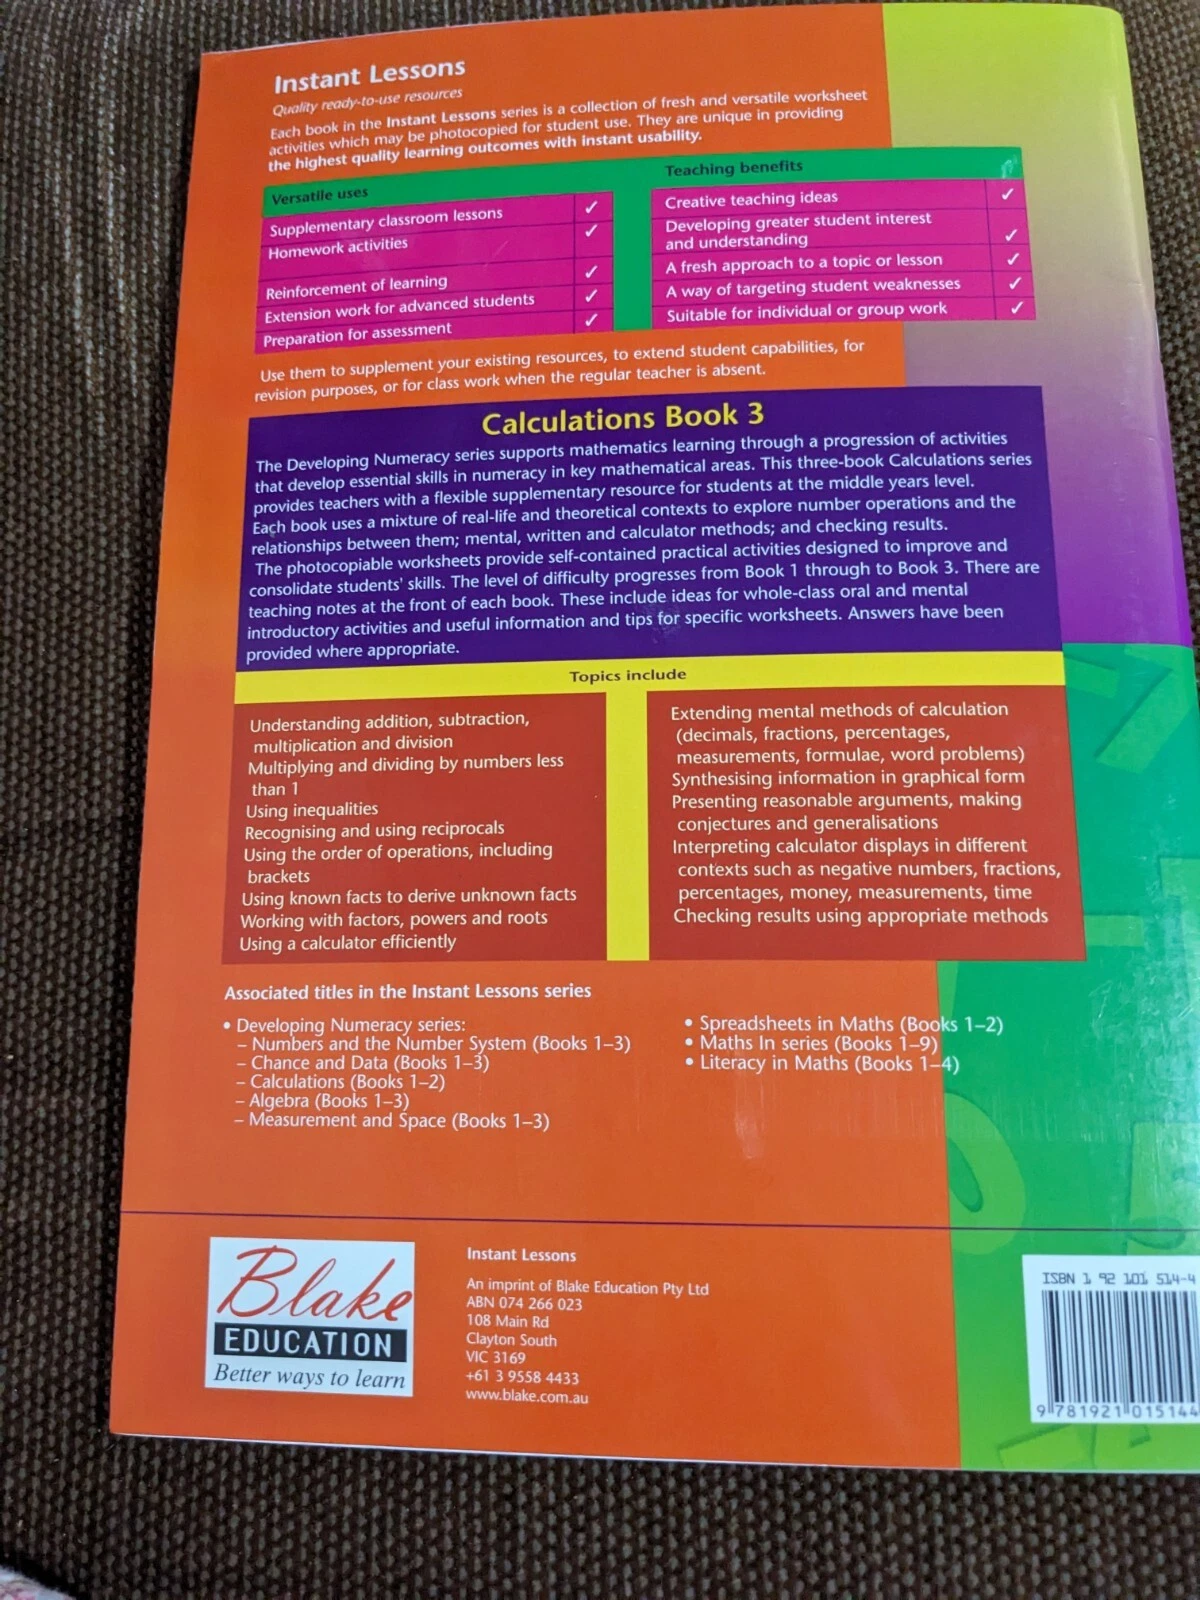 Instant Lessons
Quality ready-to-use resources
Each book in the Instant Lessons series is a collection of fresh and versatile worksheet
activities which may be photocopied for student use. They are unique in providing
the highest quality learning outcomes with instant usability.
Versatile uses
Supplementary classroom lessons ✓
Homework activities ✓
Reinforcement of learning ✓
Extension work for advanced students ✓
Preparation for assessment ✓
Teaching benefits
Creative teaching ideas ✓
Developing greater student interest
and understanding ✓
A fresh approach to a topic or lesson ✓
A way of targeting student weaknesses ✓
Suitable for individual or group work ✓
Use them to supplement your existing resources, to extend student capabilities, for
revision purposes, or for class work when the regular teacher is absent.
Calculations Book 3
The Developing Numeracy series supports mathematics learning through a progression of activities
that develop essential skills in numeracy in key mathematical areas. This three-book Calculations series
provides teachers with a flexible supplementary resource for students at the middle years level.
Each book uses a mixture of real-life and theoretical contexts to explore number operations and the
relationships between them; mental, written and calculator methods; and checking results.
The photocopiable worksheets provide self-contained practical activities designed to improve and
consolidate students' skills. The level of difficulty progresses from Book 1 through to Book 3. There are
teaching notes at the front of each book. These include ideas for whole-class oral and mental
introductory activities and useful information and tips for specific worksheets. Answers have been
provided where appropriate.
Topics include
Understanding addition, subtraction,
multiplication and division
Multiplying and dividing by numbers less
than 1
Using inequalities
Recognising and using reciprocals
Using the order of operations, including
brackets
Using known facts to derive unknown facts
Working with factors, powers and roots
Using a calculator efficiently
Extending mental methods of calculation
(decimals, fractions, percentages,
measurements, formulae, word problems)
Synthesising information in graphical form
Presenting reasonable arguments, making
conjectures and generalisations
Interpreting calculator displays in different
contexts such as negative numbers, fractions,
percentages, money, measurements, time
Checking results using appropriate methods
Associated titles in the Instant Lessons series
• Developing Numeracy series:
– Numbers and the Number System (Books 1–3)
– Chance and Data (Books 1–3)
– Calculations (Books 1–2)
– Algebra (Books 1–3)
– Measurement and Space (Books 1–3)
• Spreadsheets in Maths (Books 1–2)
• Maths In series (Books 1–9)
• Literacy in Maths (Books 1–4)
Blake
EDUCATION
Better ways to learn
Instant Lessons
An imprint of Blake Education Pty Ltd
ABN 074 266 023
108 Main Rd
Clayton South
VIC 3169
+61 3 9558 4433
www.blake.com.au
ISBN 1 92 101 514-4
9 781921 015144